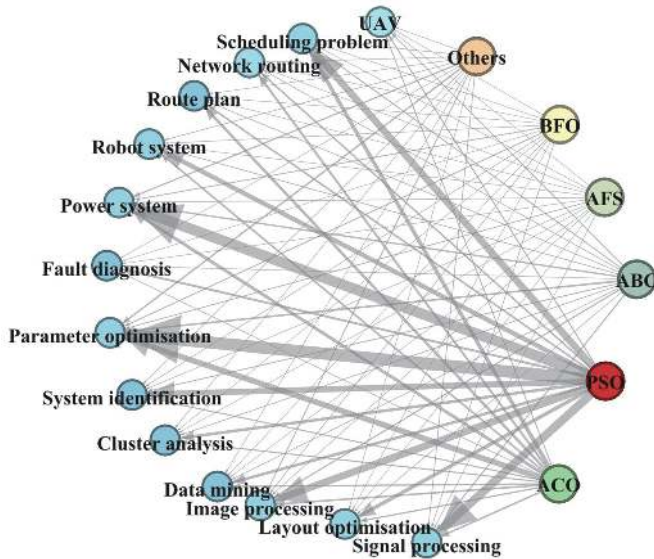 UAV
Scheduling problem
Others
Network routing
Route plan
BFO
Robot system
AFS
Power system
Fault diagnosis
ABC
Parameter optimisation
PSO
System identification
Cluster analysis
ACO
Data mining
Image processing
Layout optimisation
Signal processing